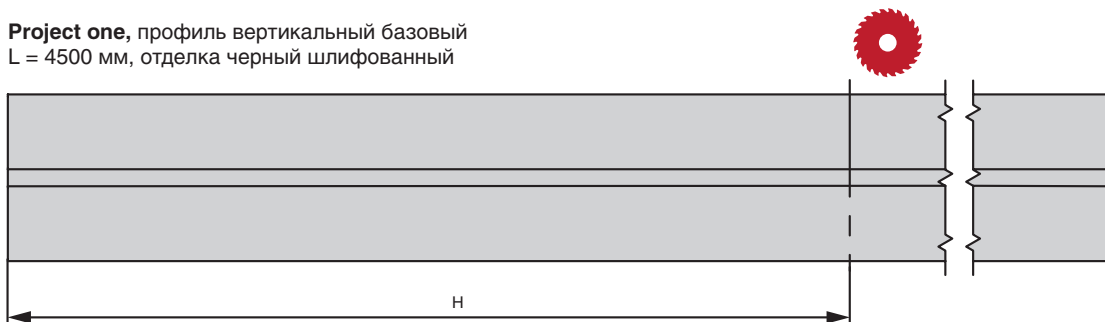 Project one, профиль вертикальный базовый
L = 4500 мм, отделка черный шлифованный
H